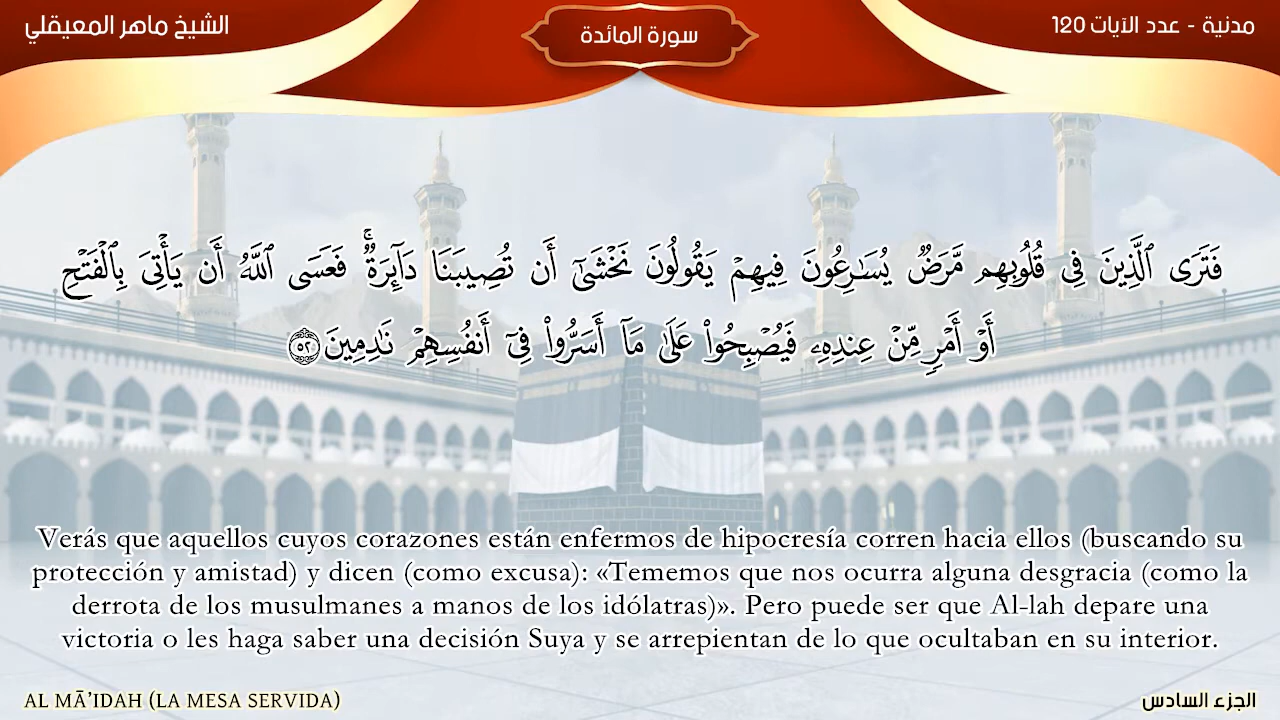 الشيخ ماهر المعيقلي
سورة المائدة
مدنية - عدد الآيات 120
فَتَرَى ٱلَّذِينَ فِى قُلُوبِهِم مَّرَضٌ يُسَـٰرِعُونَ فِيهِمْ يَقُولُونَ نَخْشَىٰٓ أَن تُصِيبَنَا دَآئِرَةٌ ۚ فَعَسَى ٱللَّهُ أَن يَأْتِىَ بِٱلْفَتْحِ
أَوْ أَمْرٍ مِّنْ عِندِهِۦ فَيُصْبِحُوا۟ عَلَىٰ مَآ أَسَرُّوا۟ فِىٓ أَنفُسِهِمْ نَـٰدِمِينَ ٥٢
Verás que aquellos cuyos corazones están enfermos de hipocresía corren hacia ellos (buscando su
protección y amistad) y dicen (como excusa): «Tememos que nos ocurra alguna desgracia (como la
derrota de los musulmanes a manos de los idólatras)». Pero puede ser que Al-lah depare una
victoria o les haga saber una decisión Suya y se arrepientan de lo que ocultaban en su interior.
AL MĀ’IDAH (LA MESA SERVIDA)
الجزء السادس